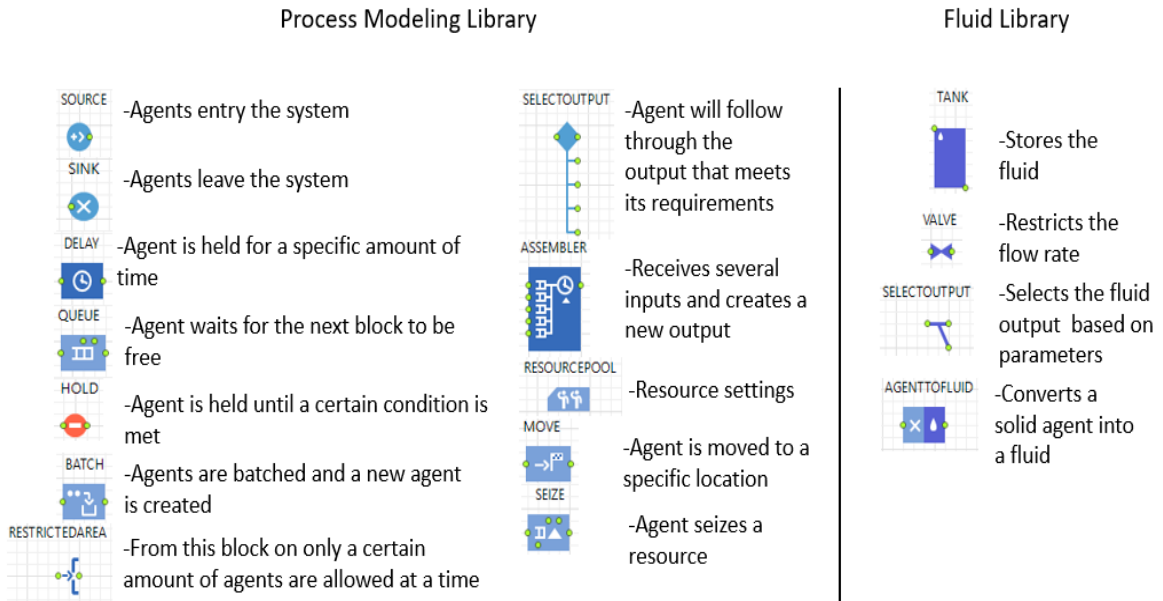 Process Modeling Library
Fluid Library
SOURCE
-Agents entry the system
SINK
-Agents leave the system
DELAY
-Agent is held for a specific amount of
time
QUEUE
-Agent waits for the next block to be
free
HOLD
-Agent is held until a certain condition is
met
BATCH
-Agents are batched and a new agent
is created
RESTRICTEDAREA
-From this block on only a certain
amount of agents are allowed at a time
SELECTOUTPUT
-Agent will follow
through the
output that meets
its requirements
ASSEMBLER
-Receives several
inputs and creates a
new output
RESOURCEPOOL
-Resource settings
MOVE
-Agent is moved to a
specific location
SEIZE
-Agent seizes a
resource
TANK
-Stores the
fluid
VALVE
-Restricts the
flow rate
SELECTOUTPUT
-Selects the fluid
output based on
parameters
AGENTTOFLUID
-Converts a
solid agent into
a fluid